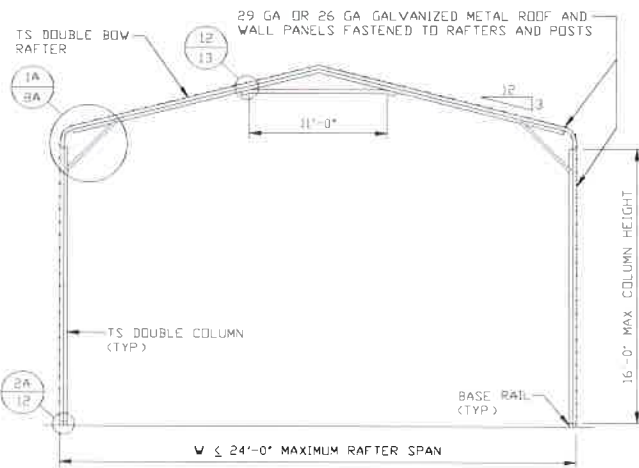 29 GA OR 26 GA GALVANIZED METAL ROOF AND
WALL PANELS FASTENED TO RAFTERS AND POSTS
TS DOUBLE BOW
RAFTER
12
13
1A
8A
12
3
11'-0"
16'-0" MAX COLUMN HEIGHT
TS DOUBLE COLUMN
(TYP)
2A
12
BASE RAIL
(TYP)
W ≤ 24'-0" MAXIMUM RAFTER SPAN